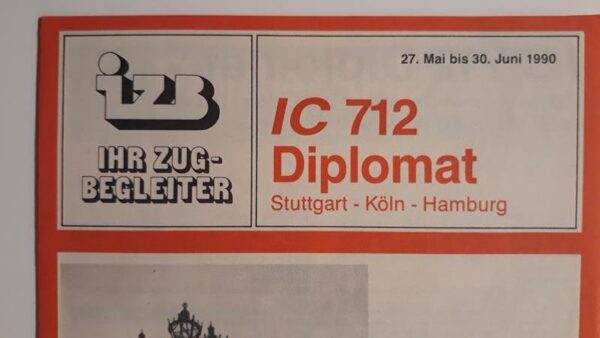 izB
IHR ZUG-
BEGLEITER
27. Mai bis 30. Juni 1990
IC 712
Diplomat
Stuttgart - Köln - Hamburg